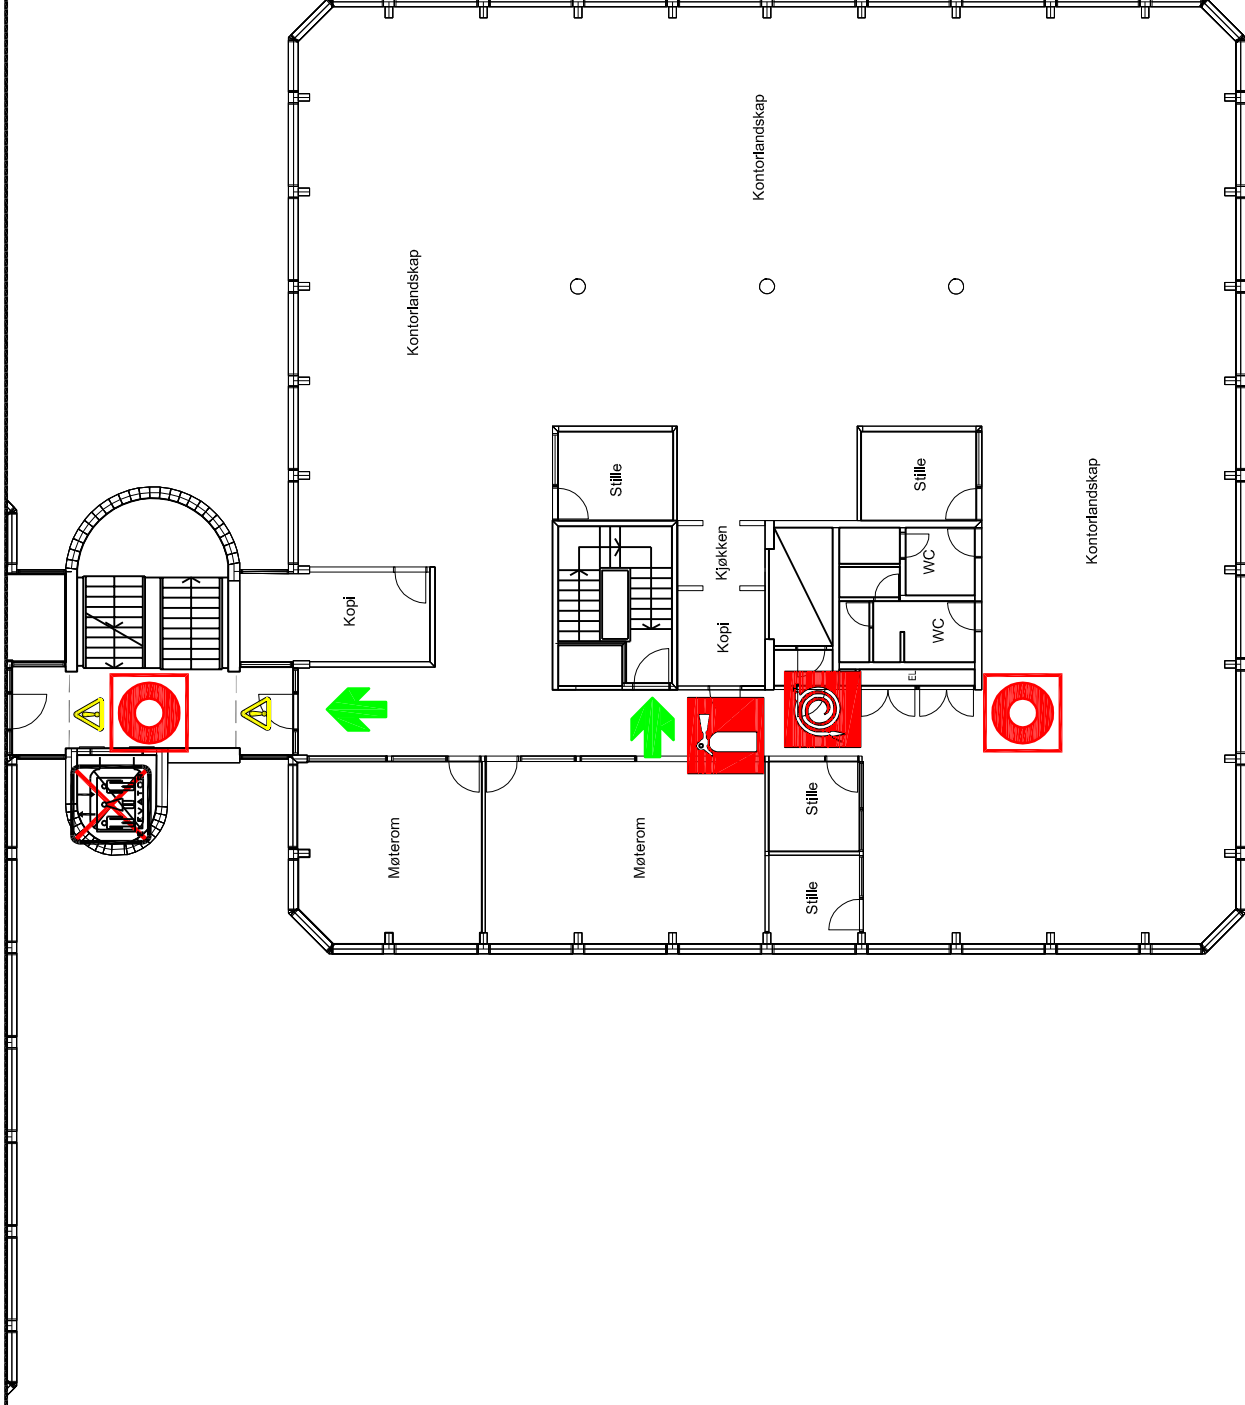 Kontorlandskap
Kontorlandskap
Kontorlandskap
Stille
Stille
Kjøkken
Kopi
Kopi
WC
WC
EL
Møterom
Møterom
Stille
Stille